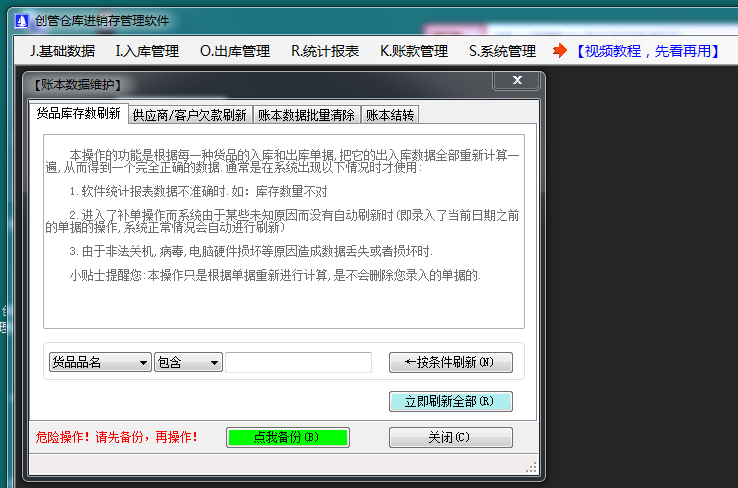 创管仓库进销存管理软件
J.基础数据 I.入库管理 O.出库管理 R.统计报表 K.账款管理 S.系统管理 【视频教程，先看再用】
【账本数据维护】
货品库存数刷新 供应商/客户欠款刷新 账本数据批量清除 账本结转
本操作的功能是根据每一种货品的入库和出库单据,把它的出入库数据全部重新计算一
遍,从而得到一个完全正确的数据.通常是在系统出现以下情况时才使用:
1.软件统计报表数据不准确时.如：库存数量不对
2.进入了补单操作而系统由于某些未知原因而没有自动刷新时(即录入了当前日期之前
的单据的操作,系统正常情况会自动进行刷新)
3.由于非法关机,病毒,电脑硬件损坏等原因造成数据丢失或者损坏时.
小贴士提醒您:本操作只是根据单据重新进行计算,是不会删除您录入的单据的.
货品品名 包含 ←按条件刷新(N)
立即刷新全部(R)
危险操作！请先备份，再操作！ 点我备份(B) 关闭(C)